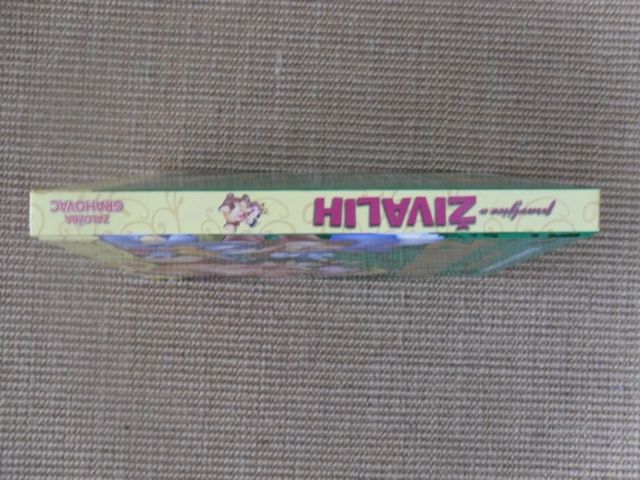 pravljice o
ŽIVALIH
ZALOŽBA
GRAHOVAC